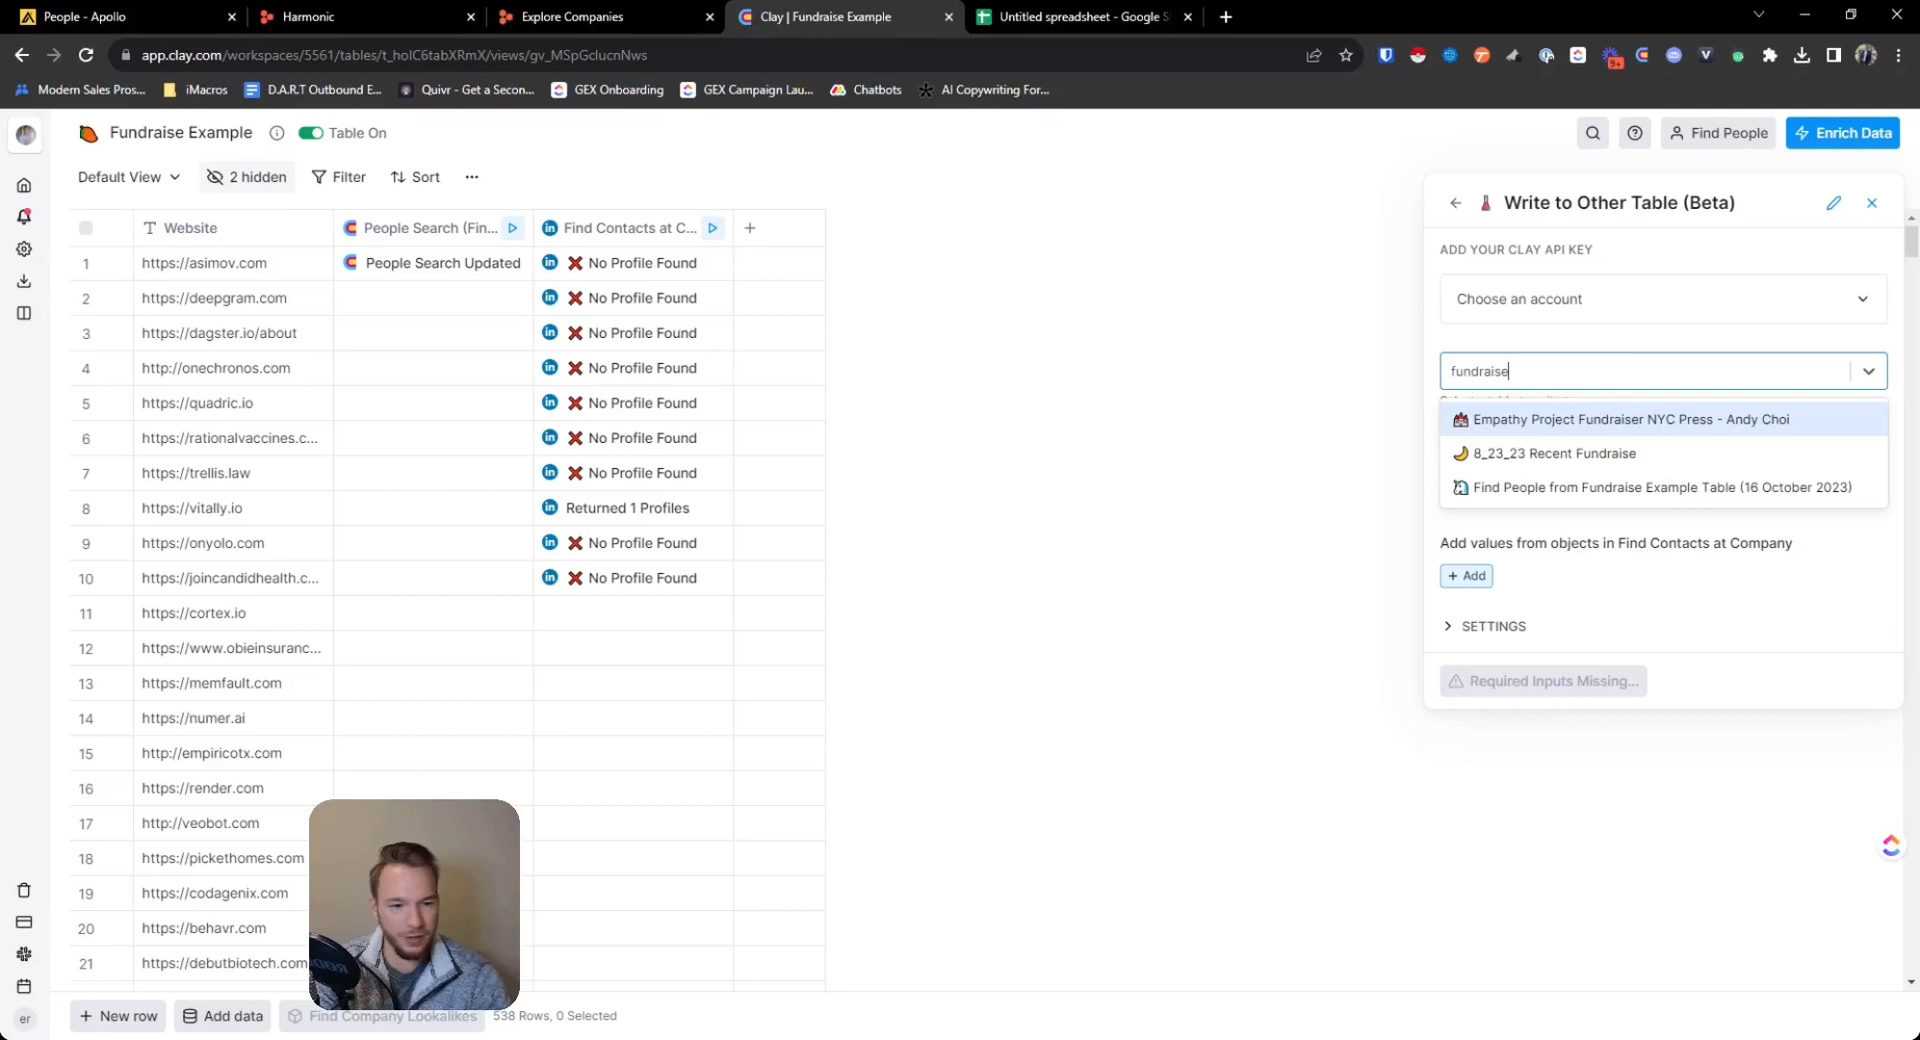 People - Apollo
Harmonic
Explore Companies
Clay | Fundraise Example
Untitled spreadsheet - Google S
app.clay.com/workspaces/5561/tables/t_holC6tabXRmX/views/gv_MSpGclucnNws
9+
Modern Sales Pros...
iMacros
D.A.R.T Outbound E...
Quivr - Get a Secon...
GEX Onboarding
GEX Campaign Lau...
Chatbots
AI Copywriting For...
Fundraise Example
Table On
Find People
Enrich Data
Default View
2 hidden
Filter
Sort
Website
People Search (Fin...
Find Contacts at C...
1 https://asimov.com People Search Updated ❌ No Profile Found
2 https://deepgram.com ❌ No Profile Found
3 https://dagster.io/about ❌ No Profile Found
4 http://onechronos.com ❌ No Profile Found
5 https://quadric.io ❌ No Profile Found
6 https://rationalvaccines.c... ❌ No Profile Found
7 https://trellis.law ❌ No Profile Found
8 https://vitally.io Returned 1 Profiles
9 https://onyolo.com ❌ No Profile Found
10 https://joincandidhealth.c... ❌ No Profile Found
11 https://cortex.io
12 https://www.obieinsuranc...
13 https://memfault.com
14 https://numer.ai
15 http://empiricotx.com
16 https://render.com
17 http://veobot.com
18 https://pickethomes.com
19 https://codagenix.com
20 https://behavr.com
21 https://debutbiotech.com
RODE
er
New row
Add data
Find Company Lookalikes
538 Rows, 0 Selected
Write to Other Table (Beta)
ADD YOUR CLAY API KEY
Choose an account
fundraise
Empathy Project Fundraiser NYC Press - Andy Choi
8_23_23 Recent Fundraise
Find People from Fundraise Example Table (16 October 2023)
Add values from objects in Find Contacts at Company
+ Add
SETTINGS
Required Inputs Missing...